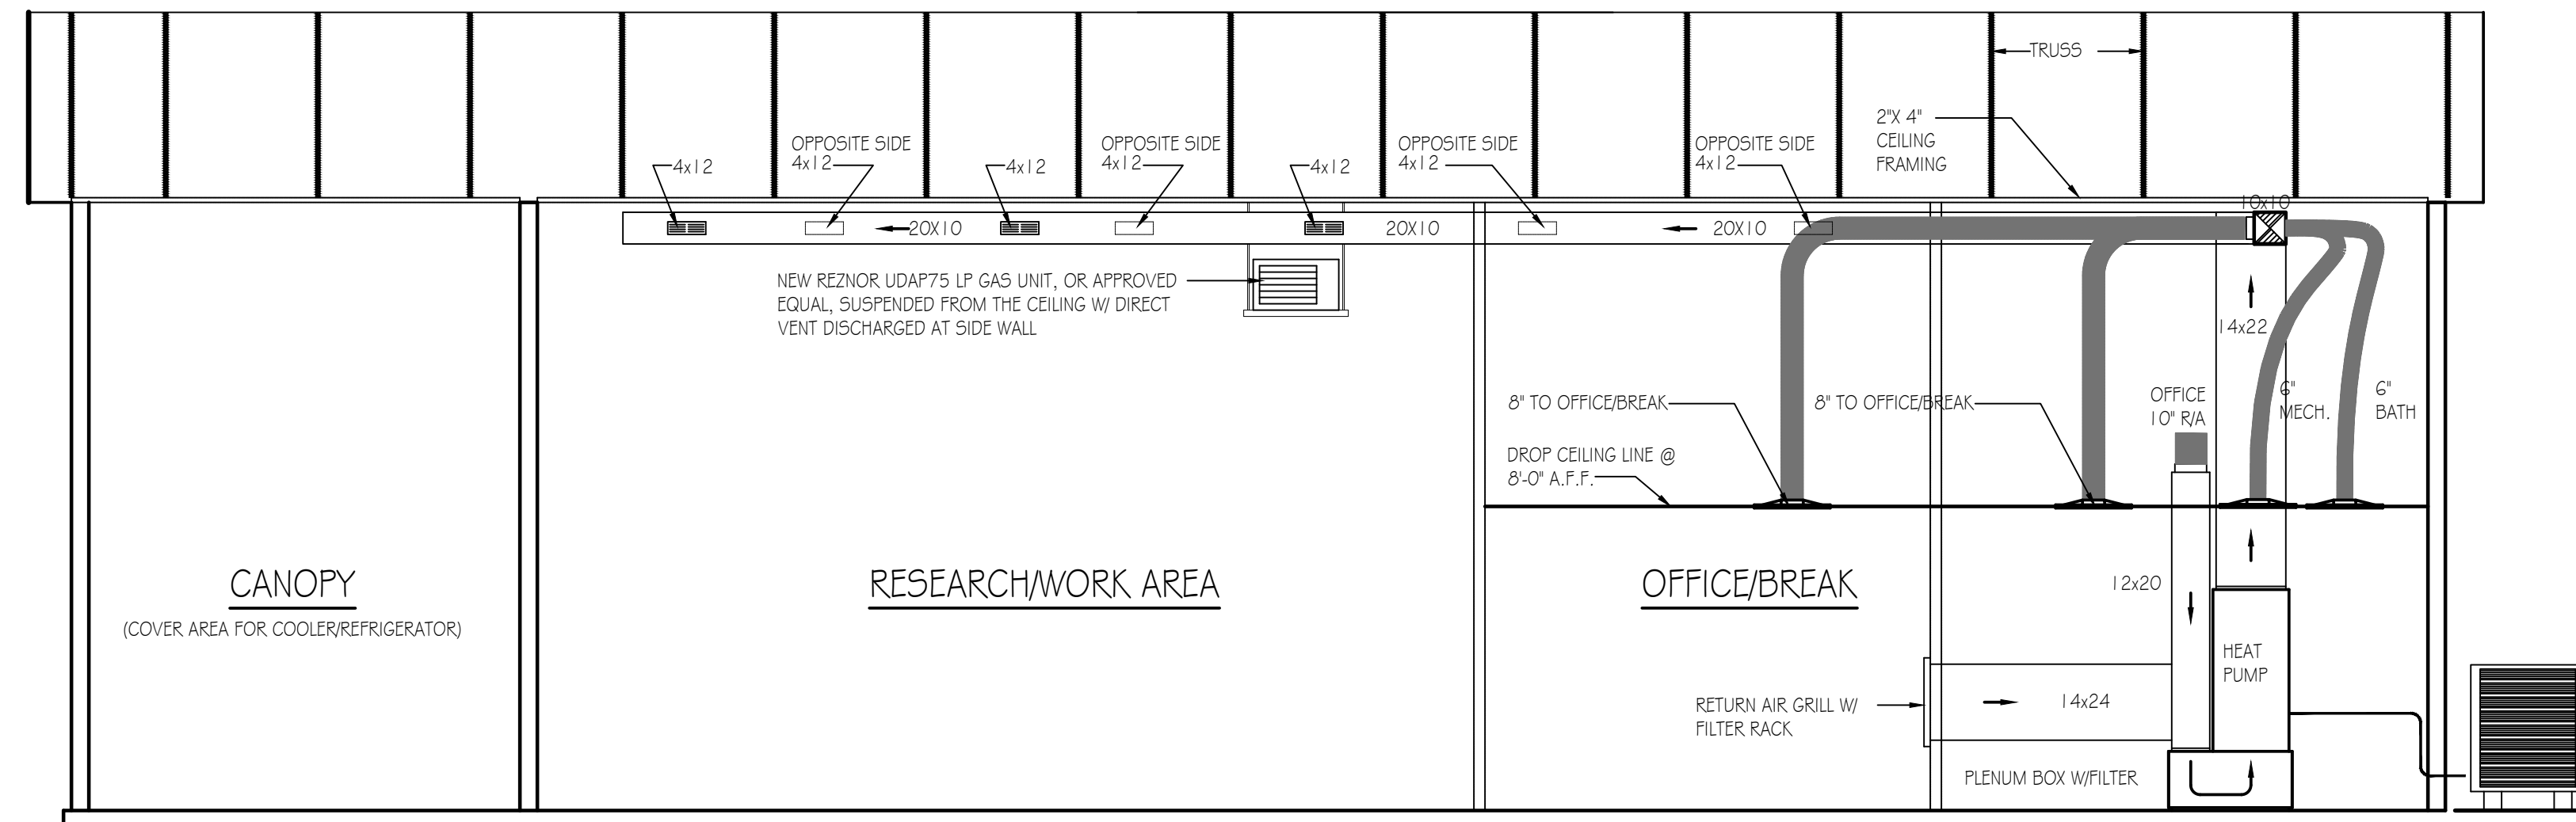 TRUSS
2"X 4"
CEILING
FRAMING
4x12
OPPOSITE SIDE
4x12
4x12
OPPOSITE SIDE
4x12
4x12
OPPOSITE SIDE
4x12
OPPOSITE SIDE
4x12
10x10
20X10
20X10
20X10
NEW REZNOR UDAP75 LP GAS UNIT, OR APPROVED
EQUAL, SUSPENDED FROM THE CEILING W/ DIRECT
VENT DISCHARGED AT SIDE WALL
14x22
8" TO OFFICE/BREAK
8" TO OFFICE/BREAK
OFFICE
10" R/A
6"
MECH.
6"
BATH
DROP CEILING LINE @
8'-0" A.F.F.
CANOPY
(COVER AREA FOR COOLER/REFRIGERATOR)
RESEARCH/WORK AREA
OFFICE/BREAK
12x20
HEAT
PUMP
RETURN AIR GRILL W/
FILTER RACK
14x24
PLENUM BOX W/FILTER